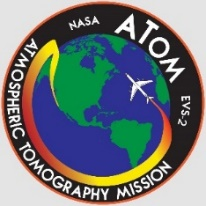 NASA
ATom
EVS-2
ATMOSPHERIC TOMOGRAPHY MISSION